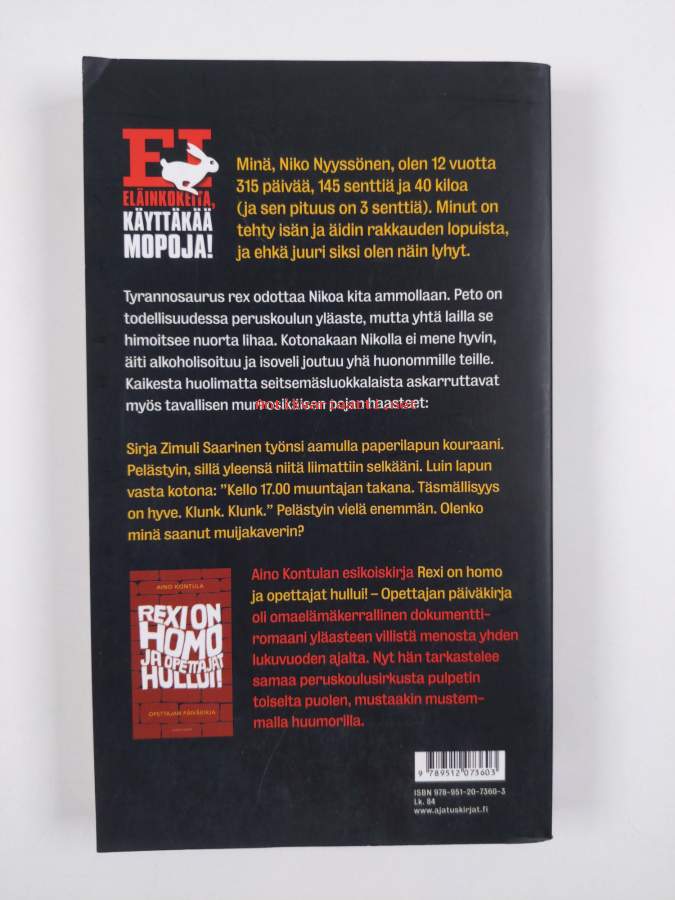 EI
ELÄINKOKEITA,
KÄYTTÄKÄÄ
MOPOJA!
Minä, Niko Nyyssönen, olen 12 vuotta
315 päivää, 145 senttiä ja 40 kiloa
(ja sen pituus on 3 senttiä). Minut on
tehty isän ja äidin rakkauden lopuista,
ja ehkä juuri siksi olen näin lyhyt.
Tyrannosaurus rex odottaa Nikoa kita ammollaan. Peto on
todellisuudessa peruskoulun yläaste, mutta yhtä lailla se
himoitsee nuorta lihaa. Kotonakaan Nikolla ei mene hyvin,
äiti alkoholisoituu ja isoveli joutuu yhä huonommille teille.
Kaikesta huolimatta seitsemäsluokkalaista askarruttavat
myös tavallisen murrosikäisen pojan haasteet:
Sirja Zimuli Saarinen työnsi aamulla paperilapun kouraani.
Pelästyin, sillä yleensä niitä liimattiin selkääni. Luin lapun
vasta kotona: ”Kello 17.00 muuntajan takana. Täsmällisyys
on hyve. Klunk. Klunk.” Pelästyin vielä enemmän. Olenko
minä saanut muijakaverin?
AINO KONTULA
REXI ON
HOMO
JA OPETTAJAT
HULLUI!
OPETTAJAN PÄIVÄKIRJA
Aino Kontulan esikoiskirja Rexi on homo
ja opettajat hullui! – Opettajan päiväkirja
oli omaelämäkerrallinen dokumentti-
romaani yläasteen villistä menosta yhden
lukuvuoden ajalta. Nyt hän tarkastelee
samaa peruskoulusirkusta pulpetin
toiselta puolen, mustaakin mustem-
malla huumorilla.
9 789512 073603
ISBN 978-951-20-7360-3
Lk. 84
www.ajatuskirjat.fi